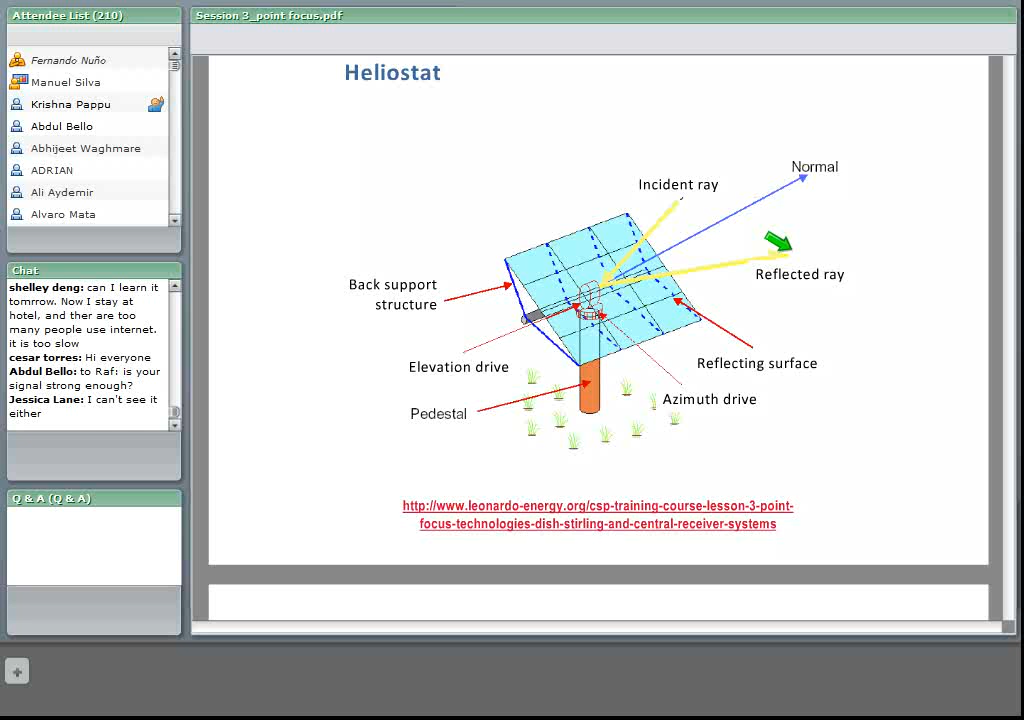 Attendee List (210)
Fernando Nuño
Manuel Silva
Krishna Pappu
Abdul Bello
Abhijeet Waghmare
ADRIAN
Ali Aydemir
Alvaro Mata
Chat
shelley deng: can I learn it
tomrrow. Now I stay at
hotel, and ther are too
many people use internet.
it is too slow
cesar torres: Hi everyone
Abdul Bello: to Raf: is your
signal strong enough?
Jessica Lane: I can't see it
either
Q & A (Q & A)
Session 3_point focus.pdf
Heliostat
Normal
Incident ray
Reflected ray
Back support
structure
Elevation drive
Reflecting surface
Azimuth drive
Pedestal
http://www.leonardo-energy.org/csp-training-course-lesson-3-point-
focus-technologies-dish-stirling-and-central-receiver-systems